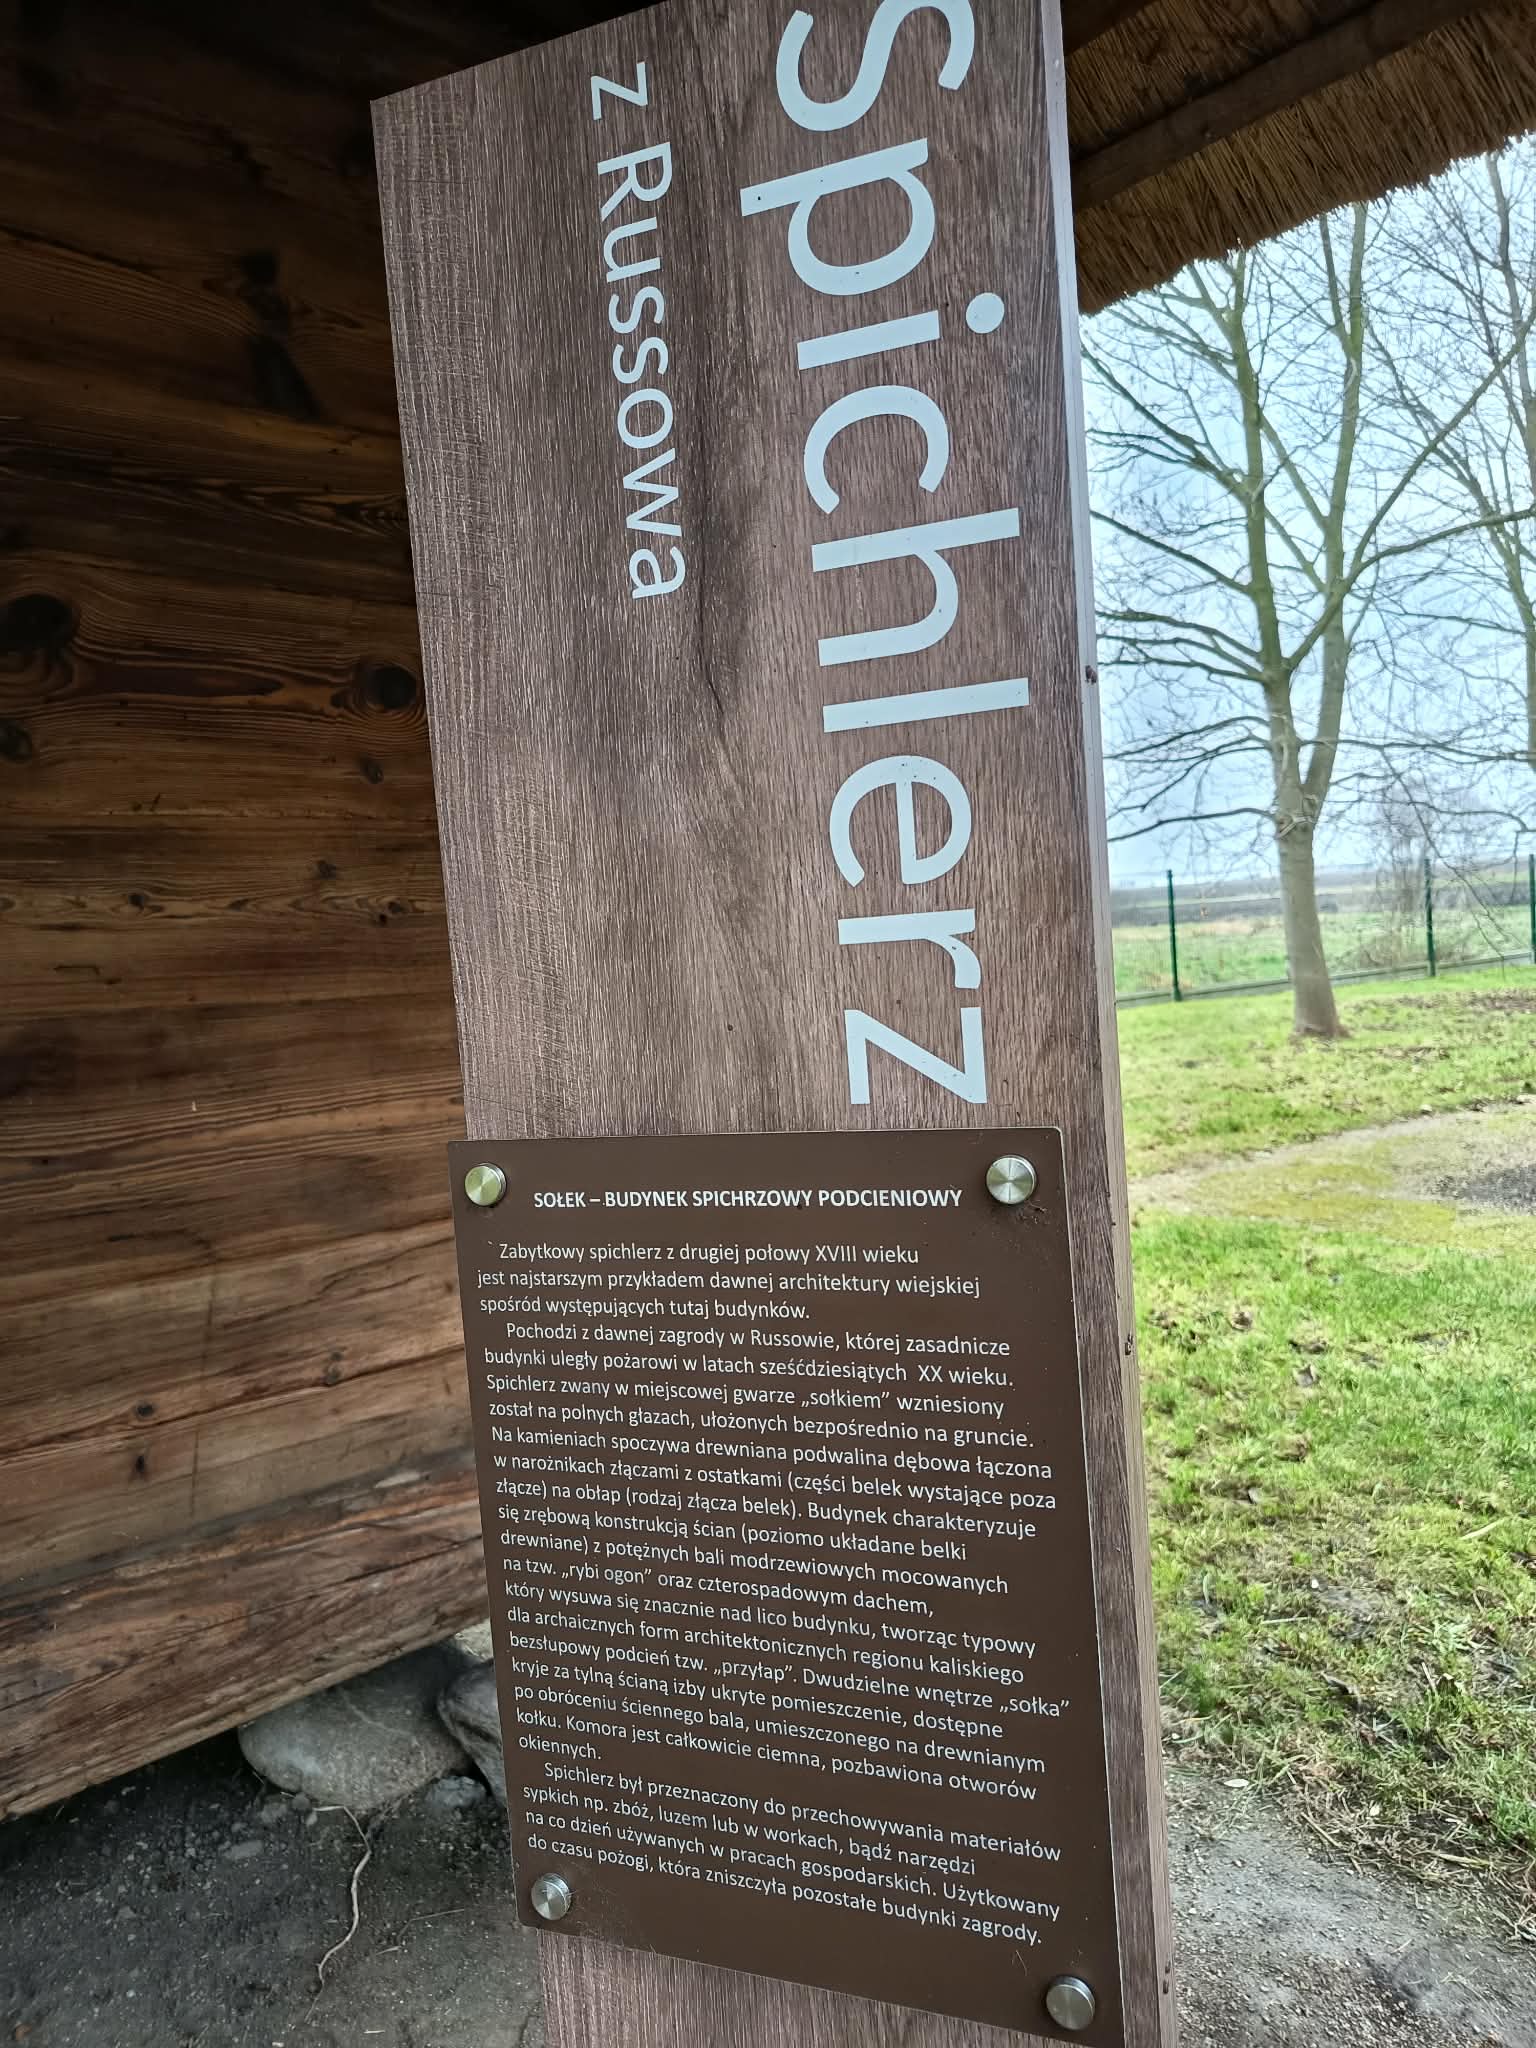 Spichlerz
z Russowa
SOŁEK – BUDYNEK SPICHRZOWY PODCIENIOWY
Zabytkowy spichlerz z drugiej połowy XVIII wieku
jest najstarszym przykładem dawnej architektury wiejskiej
spośród występujących tutaj budynków.
Pochodzi z dawnej zagrody w Russowie, której zasadnicze
budynki uległy pożarowi w latach sześćdziesiątych XX wieku.
Spichlerz zwany w miejscowej gwarze „sołkiem” wzniesiony
został na polnych głazach, ułożonych bezpośrednio na gruncie.
Na kamieniach spoczywa drewniana podwalina dębowa łączona
w narożnikach złączami z ostatkami (części belek wystające poza
złącze) na obłap (rodzaj złącza belek). Budynek charakteryzuje
się zrębową konstrukcją ścian (poziomo układane belki
drewniane) z potężnych bali modrzewiowych mocowanych
na tzw. „rybi ogon” oraz czterospadowym dachem,
który wysuwa się znacznie nad lico budynku, tworząc typowy
dla archaicznych form architektonicznych regionu kaliskiego
bezsłupowy podcień tzw. „przyłap”. Dwudzielne wnętrze „sołka”
kryje za tylną ścianą izby ukryte pomieszczenie, dostępne
po obróceniu ściennego bala, umieszczonego na drewnianym
kołku. Komora jest całkowicie ciemna, pozbawiona otworów
okiennych.
Spichlerz był przeznaczony do przechowywania materiałów
sypkich np. zbóż, luzem lub w workach, bądź narzędzi
na co dzień używanych w pracach gospodarskich. Użytkowany
do czasu pożogi, która zniszczyła pozostałe budynki zagrody.